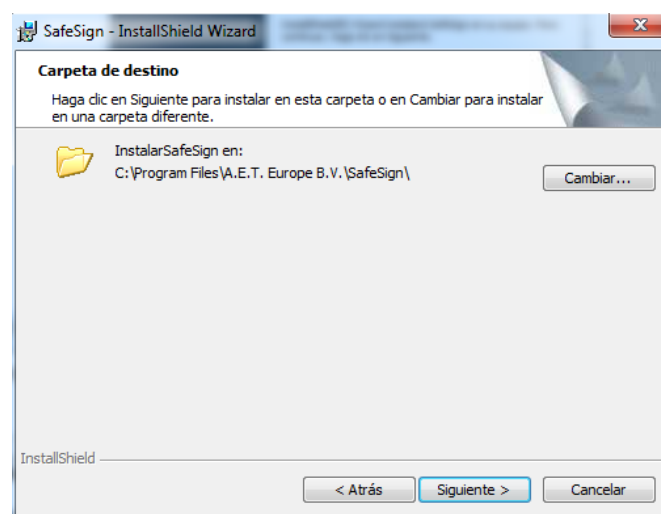 SafeSign - InstallShield Wizard
Carpeta de destino
Haga clic en Siguiente para instalar en esta carpeta o en Cambiar para instalar
en una carpeta diferente.
InstalarSafeSign en:
C:\Program Files\A.E.T. Europe B.V.\SafeSign\
Cambiar...
InstallShield
< Atrás
Siguiente >
Cancelar